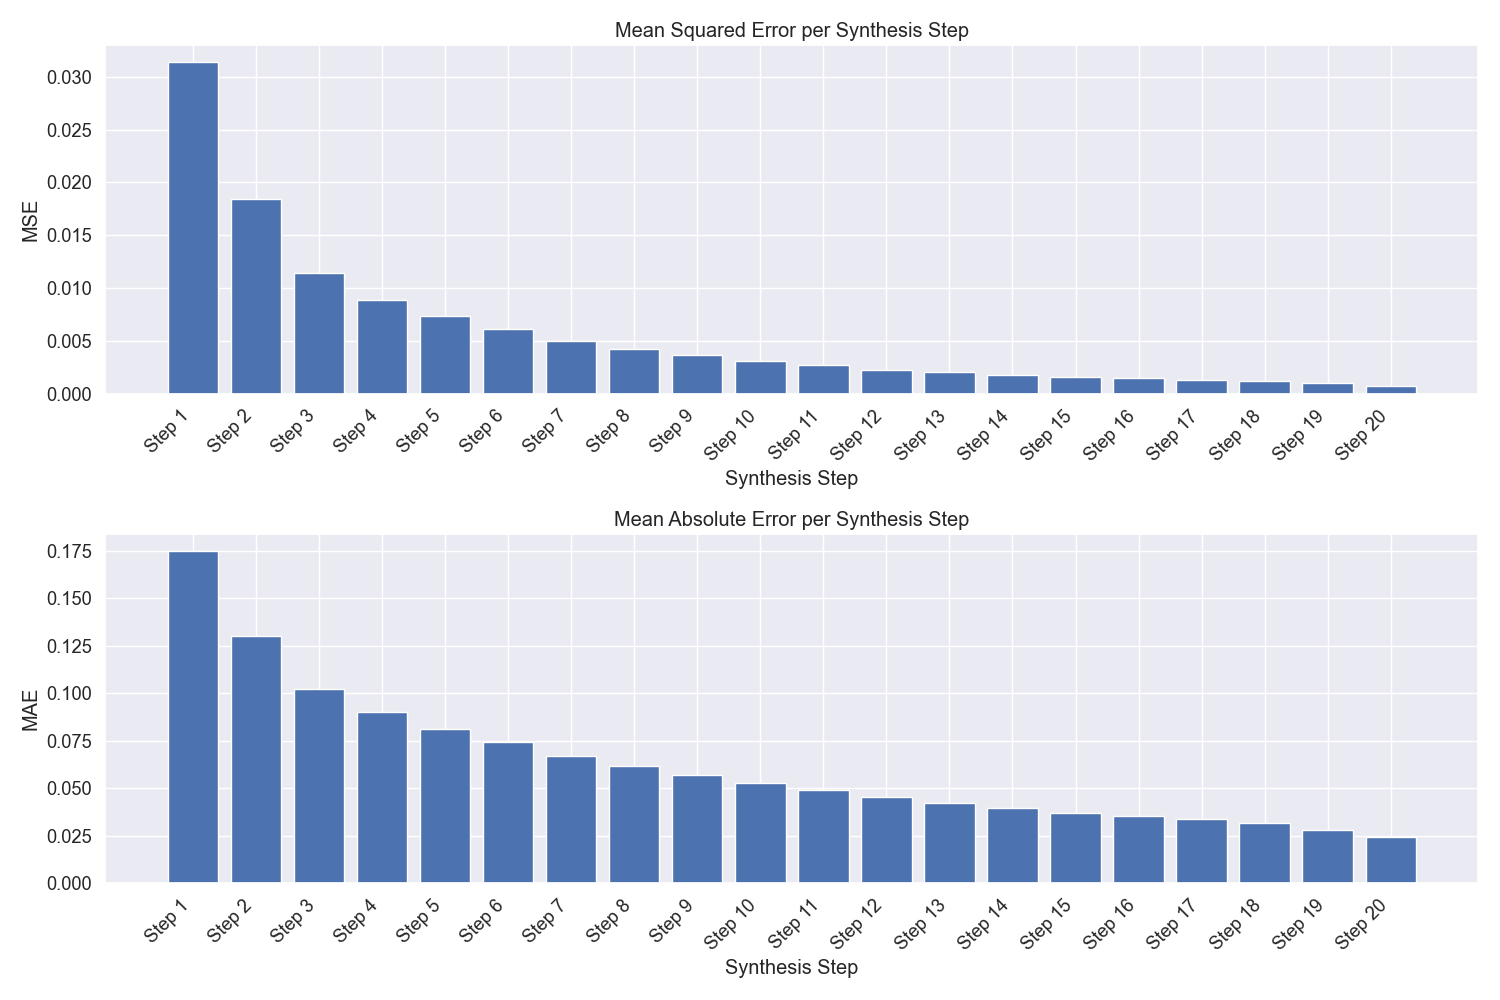 Mean Squared Error per Synthesis Step
MSE
0.030
0.025
0.020
0.015
0.010
0.005
0.000
Step 1
Step 2
Step 3
Step 4
Step 5
Step 6
Step 7
Step 8
Step 9
Step 10
Step 11
Step 12
Step 13
Step 14
Step 15
Step 16
Step 17
Step 18
Step 19
Step 20
Synthesis Step
Mean Absolute Error per Synthesis Step
MAE
0.175
0.150
0.125
0.100
0.075
0.050
0.025
0.000
Step 1
Step 2
Step 3
Step 4
Step 5
Step 6
Step 7
Step 8
Step 9
Step 10
Step 11
Step 12
Step 13
Step 14
Step 15
Step 16
Step 17
Step 18
Step 19
Step 20
Synthesis Step